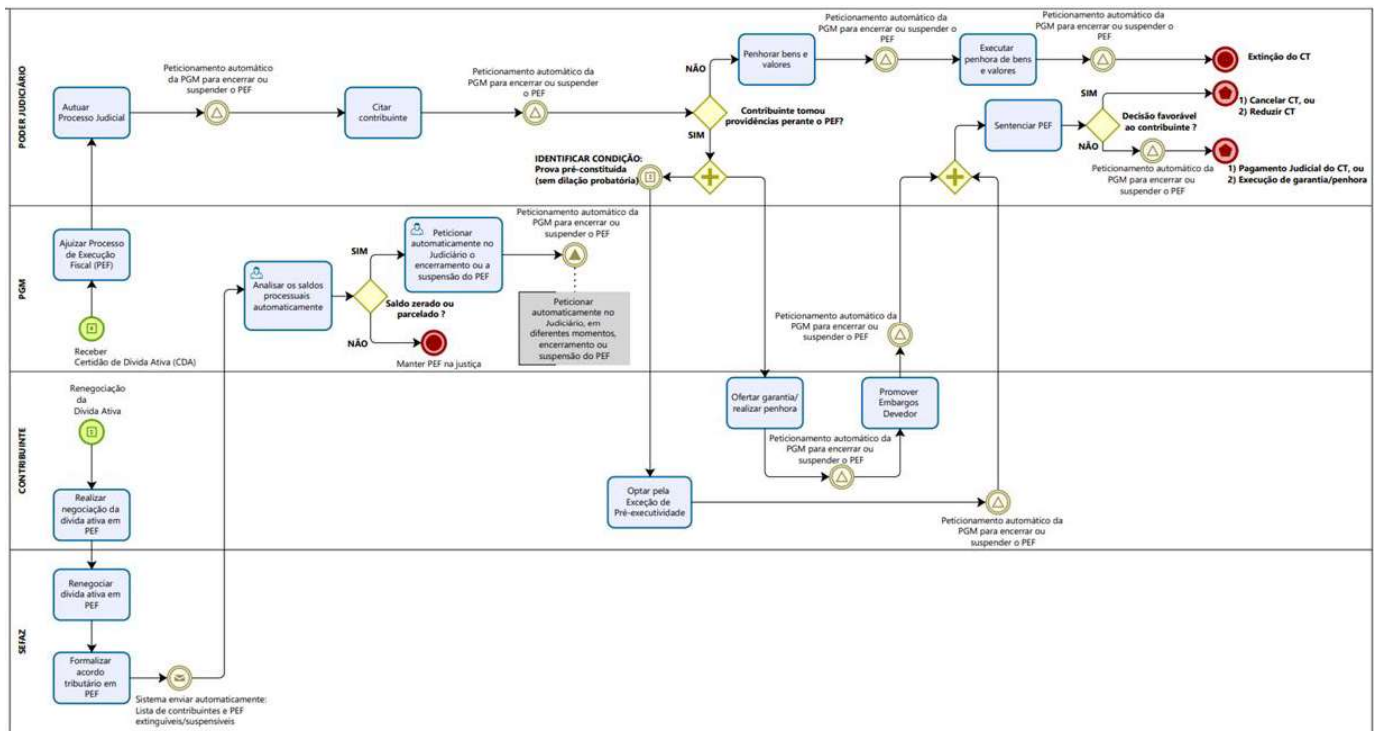 PODER JUDICIÁRIO
Autuar
Processo Judicial
Peticionamento automático
da PGM para encerrar ou
suspender o PEF
Citar
contribuinte
Peticionamento automático da
PGM para encerrar ou suspender
o PEF
NÃO
Contribuinte tomou
providências perante o PEF?
SIM
Penhorar bens e
valores
Peticionamento automático da
PGM para encerrar ou suspender
o PEF
Executar
penhora de bens
e valores
Peticionamento automático da
PGM para encerrar ou suspender
o PEF
Extinção do CT
IDENTIFICAR CONDIÇÃO:
Prova pré-constituída
(sem dilação probatória)
Sentenciar PEF
SIM
Decisão favorável
ao contribuinte ?
NÃO
1) Cancelar CT, ou
2) Reduzir CT
Peticionamento automático da
PGM para encerrar ou
suspender o PEF
1) Pagamento Judicial do CT, ou
2) Execução de garantia/penhora
PGM
Ajuizar Processo
de Execução
Fiscal (PEF)
Receber
Certidão de Dívida Ativa (CDA)
Analisar os saldos
processuais
automaticamente
SIM
Saldo zerado ou
parcelado ?
NÃO
Manter PEF na justiça
Peticionar
automaticamente no
Judiciário o
encerramento ou a
suspensão do PEF
Peticionamento automático da
PGM para encerrar ou
suspender o PEF
Peticionar
automaticamente no
Judiciário, em
diferentes momentos,
encerramento ou
suspensão do PEF
Peticionamento automático da
PGM para encerrar ou
suspender o PEF
CONTRIBUINTE
Renegociação
da
Dívida Ativa
Realizar
negociação da
dívida ativa em
PEF
Ofertar garantia/
realizar penhora
Peticionamento automático da
PGM para encerrar ou
suspender o PEF
Promover
Embargos
Devedor
Optar pela
Exceção de
Pré-executividade
Peticionamento automático da
PGM para encerrar ou
suspender o PEF
SEFAZ
Renegociar
dívida ativa em
PEF
Formalizar
acordo
tributário em
PEF
Sistema enviar automaticamente:
Lista de contribuintes e PEF
extinguíveis/suspensíveis